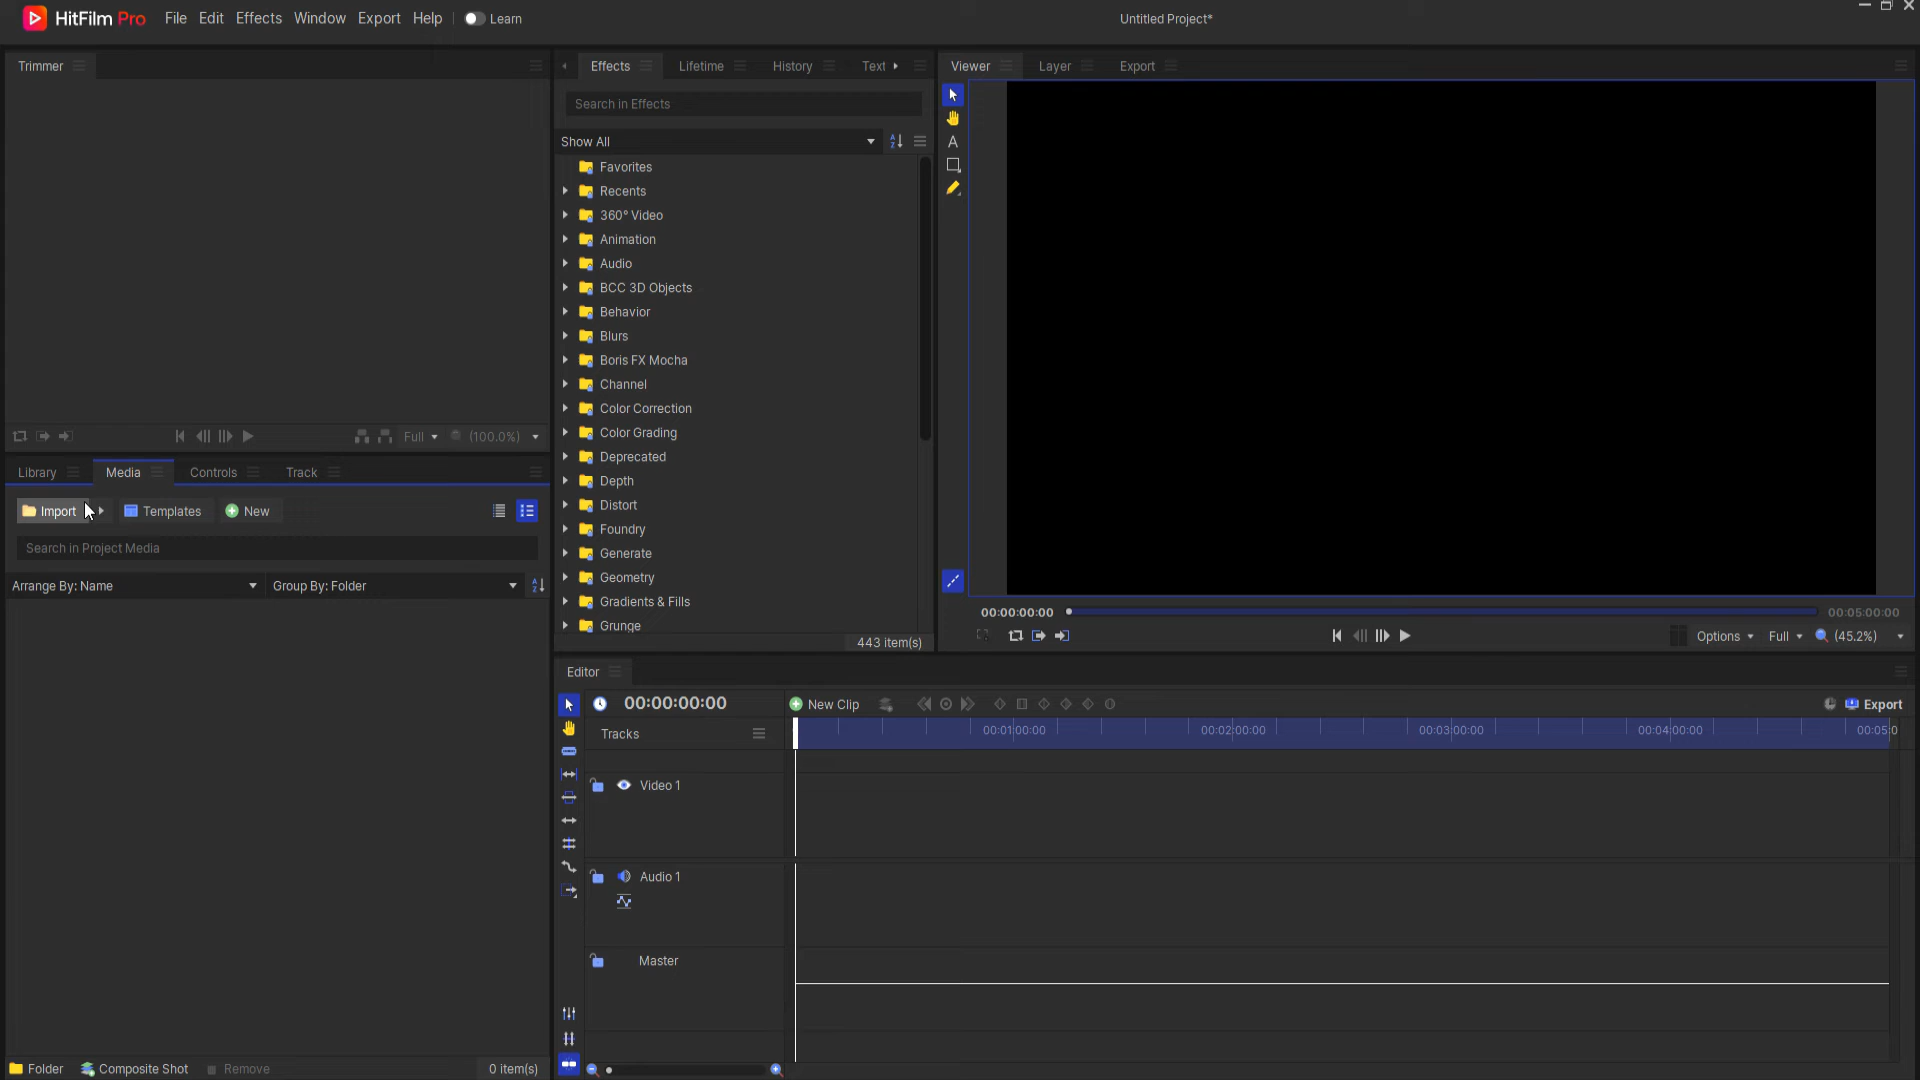 HitFilm Pro File Edit Effects Window Export Help Learn Untitled Project*
Trimmer
Full (100.0%)
Library Media Controls Track
Import Templates New
Search in Project Media
Arrange By: Name Group By: Folder
Folder Composite Shot Remove 0 item(s)
Effects Lifetime History Text
Search in Effects
Show All
Favorites
Recents
360° Video
Animation
Audio
BCC 3D Objects
Behavior
Blurs
Boris FX Mocha
Channel
Color Correction
Color Grading
Deprecated
Depth
Distort
Foundry
Generate
Geometry
Gradients & Fills
Grunge
443 item(s)
Viewer Layer Export
A
00:00:00:00 00:05:00:00
Options Full (45.2%)
Editor
00:00:00:00 New Clip Export
Tracks 00:01:00:00 00:02:00:00 00:03:00:00 00:04:00:00 00:05:0
Video 1
Audio 1
Master